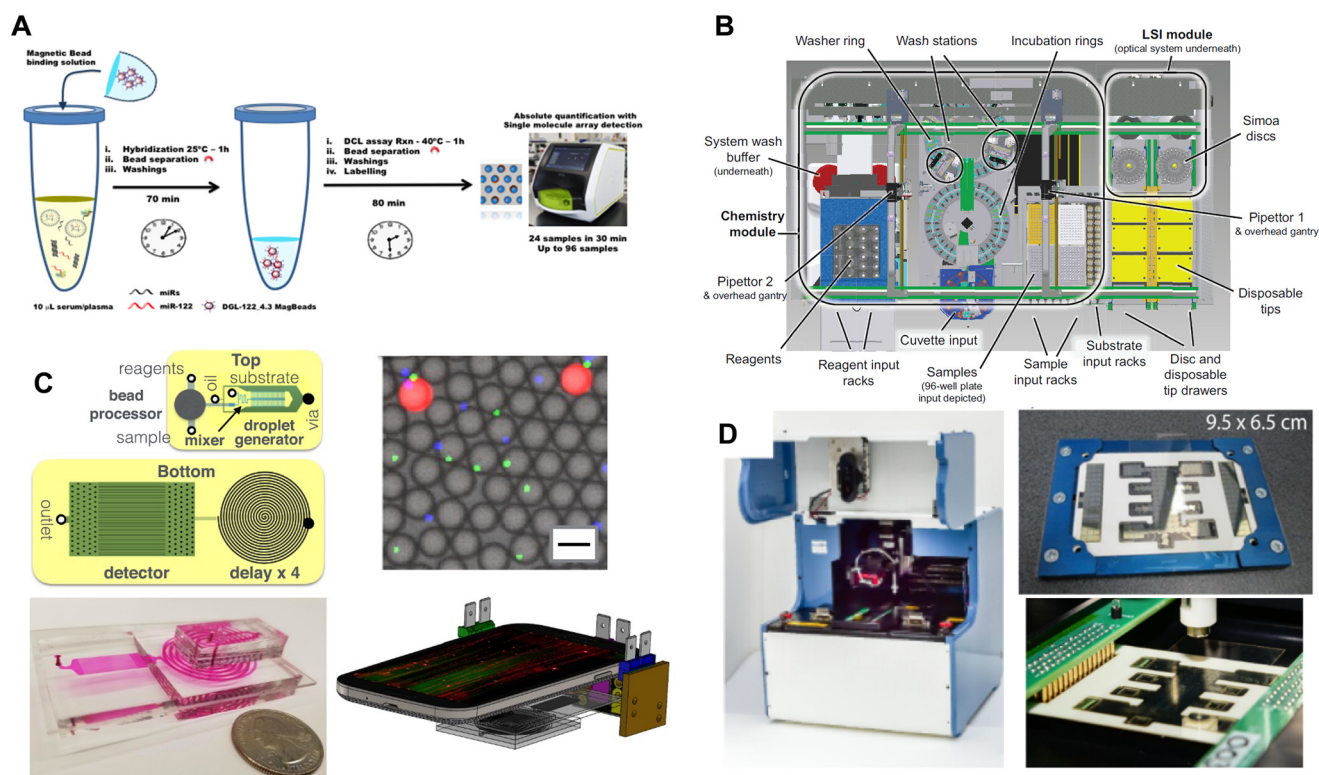 A
Magnetic Bead
binding solution
i. Hybridization 25°C – 1h
ii. Bead separation
iii. Washings
70 min
i. DCL assay Rxn - 40°C – 1h
ii. Bead separation
iii. Washings
iv. Labelling
80 min
Absolute quantification with
Single molecule array detection
24 samples in 30 min
Up to 96 samples
10 µL serum/plasma
miRs
miR-122
DGL-122_4.3 MagBeads
B
Washer ring
Wash stations
Incubation rings
LSI module
(optical system underneath)
System wash
buffer
(underneath)
Simoa
discs
Chemistry
module
Pipettor 1
& overhead gantry
Pipettor 2
& overhead gantry
Disposable
tips
Reagents
Reagent input
racks
Cuvette input
Samples
(96-well plate
input depicted)
Sample
input racks
Substrate
input racks
Disc and
disposable
tip drawers
C
Top
reagents
oil
substrate
bead
processor
sample
mixer
droplet
generator
via
Bottom
outlet
detector
delay x 4
D
9.5 x 6.5 cm